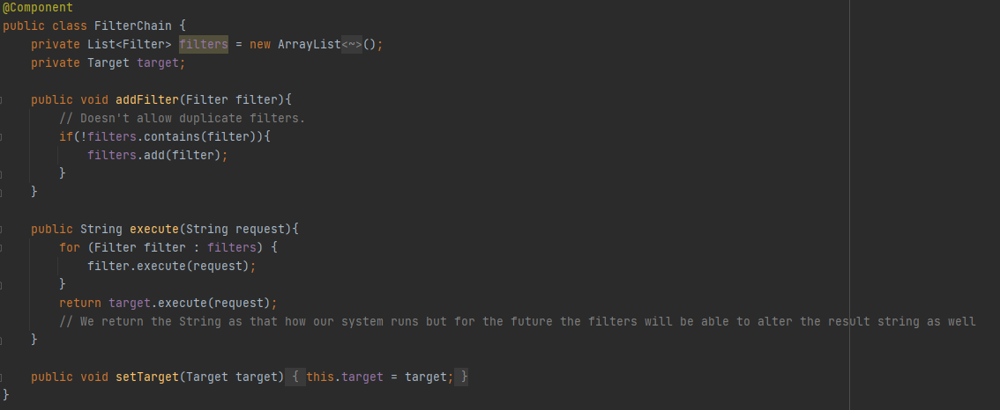 @Component
public class FilterChain {
    private List<Filter> filters = new ArrayList<~>();
    private Target target;
    public void addFilter(Filter filter){
        // Doesn't allow duplicate filters.
        if(!filters.contains(filter)){
            filters.add(filter);
        }
    }
    public String execute(String request){
        for (Filter filter : filters) {
            filter.execute(request);
        }
        return target.execute(request);
        // We return the String as that how our system runs but for the future the filters will be able to alter the result string as well
    }
    public void setTarget(Target target) { this.target = target; }
}